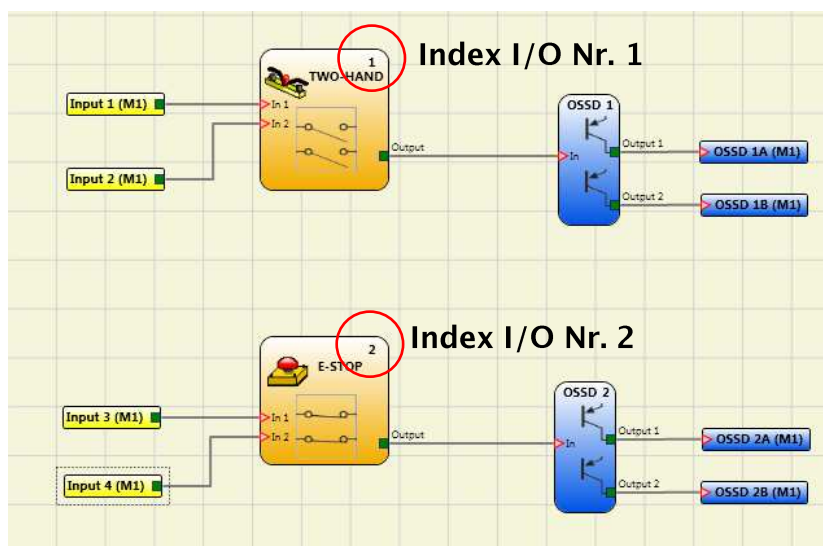 1
Index I/O Nr. 1
TWO-HAND
Input 1 (M1)
In 1
In 2
Input 2 (M1)
Output
OSSD 1
In
Output 1
OSSD 1A (M1)
Output 2
OSSD 1B (M1)
2
Index I/O Nr. 2
E-STOP
Input 3 (M1)
In 1
In 2
Input 4 (M1)
Output
OSSD 2
In
Output 1
OSSD 2A (M1)
Output 2
OSSD 2B (M1)